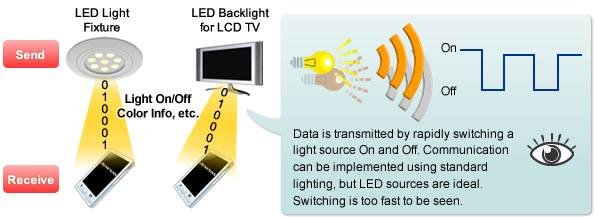 LED Light
Fixture
LED Backlight
for LCD TV
Send
0
1
0
0
0
1
0
1
0
0
0
1
Light On/Off
Color Info, etc.
Receive
On
Off
Data is transmitted by rapidly switching a
light source On and Off. Communication
can be implemented using standard
lighting, but LED sources are ideal.
Switching is too fast to be seen.